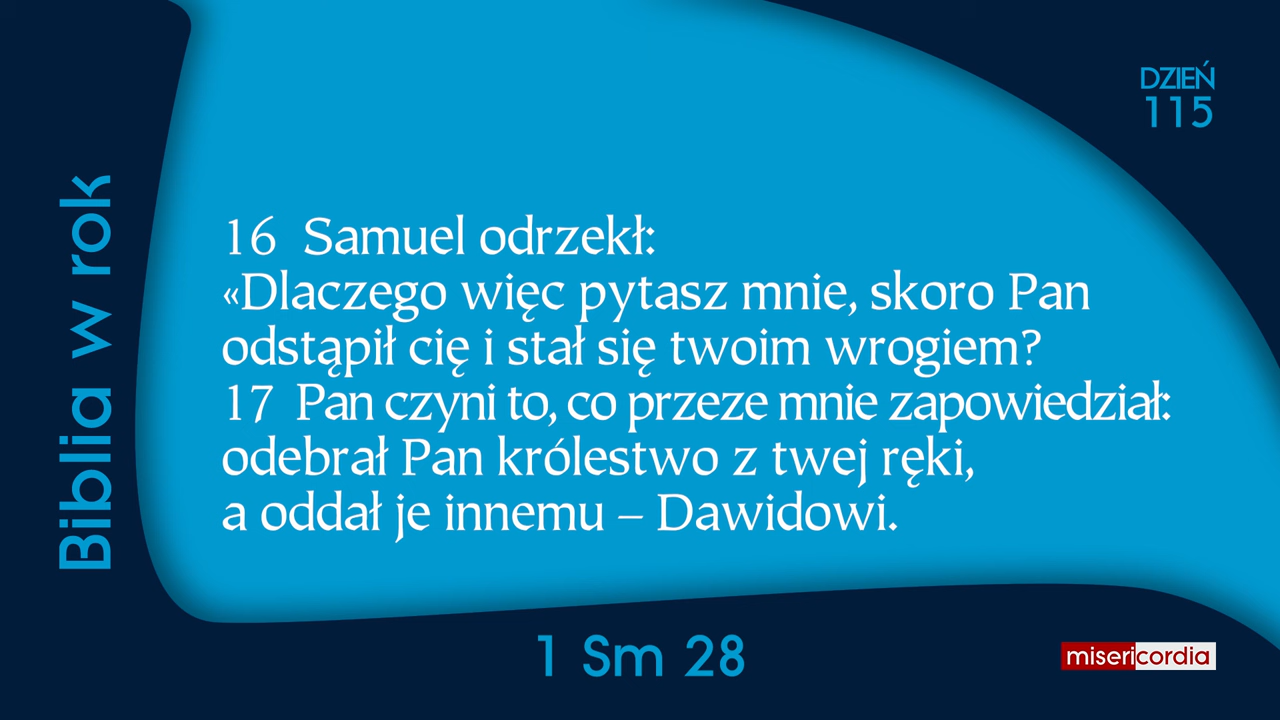 DZIEŃ
115
Biblia w rok
16 Samuel odrzekł:
«Dlaczego więc pytasz mnie, skoro Pan
odstąpił cię i stał się twoim wrogiem?
17 Pan czyni to, co przeze mnie zapowiedział:
odebrał Pan królestwo z twej ręki,
a oddał je innemu – Dawidowi.
1 Sm 28
misericordia